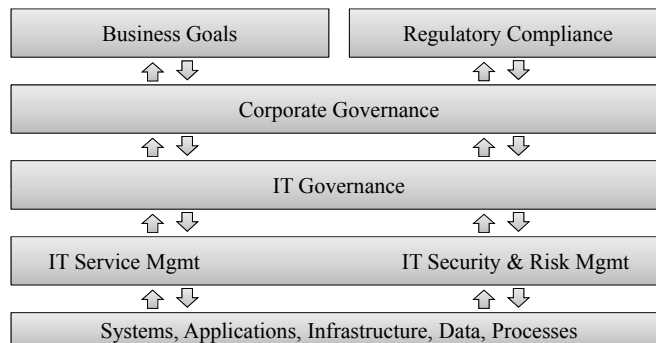 Business Goals
Regulatory Compliance
Corporate Governance
IT Governance
IT Service Mgmt
IT Security & Risk Mgmt
Systems, Applications, Infrastructure, Data, Processes